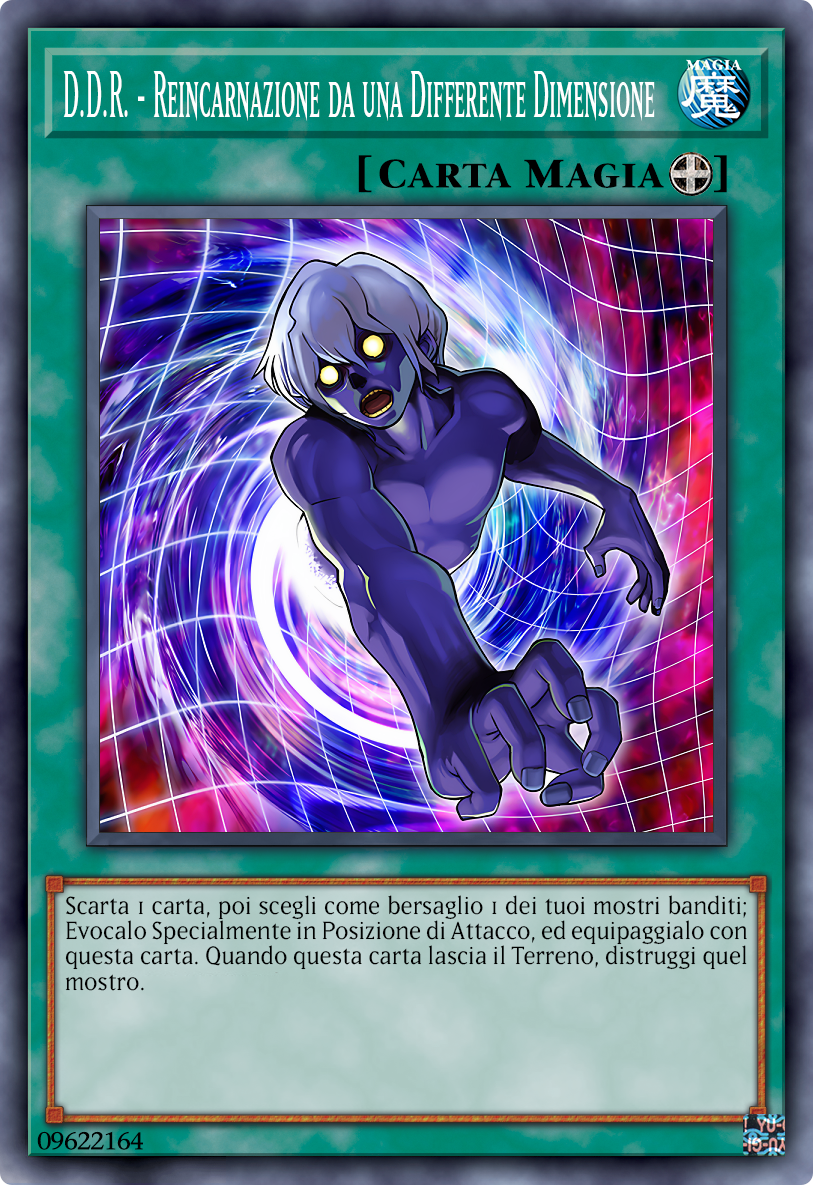 D.D.R. - Reincarnazione da una Differente Dimensione
MAGIA
魔
[Carta Magia]
Scarta 1 carta, poi scegli come bersaglio 1 dei tuoi mostri banditi;
Evocalo Specialmente in Posizione di Attacco, ed equipaggialo con
questa carta. Quando questa carta lascia il Terreno, distruggi quel
mostro.
09622164